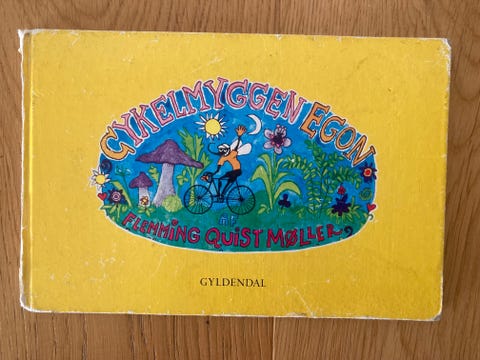 CYKELMYGGEN EGON
af
FLEMMING QUIST MØLLER
GYLDENDAL